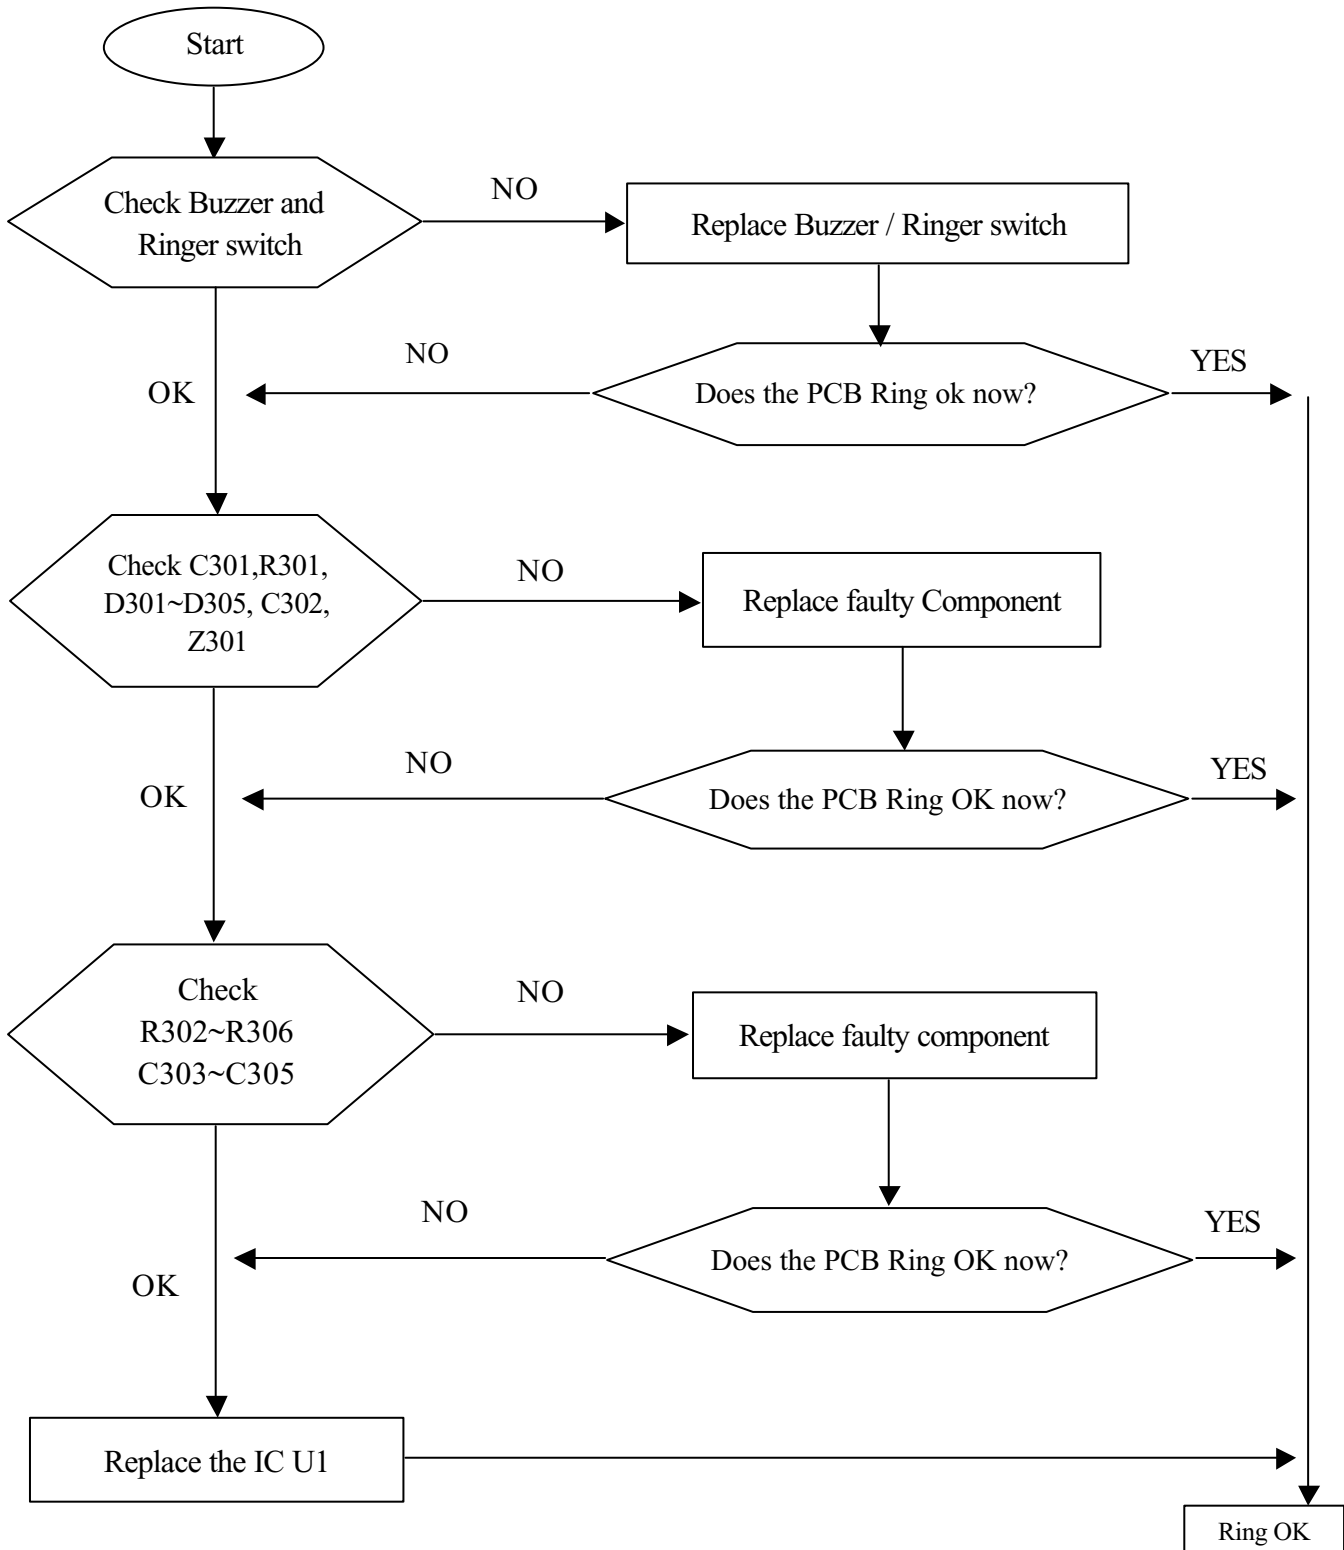 Start
Check Buzzer and
Ringer switch
NO
Replace Buzzer / Ringer switch
NO
YES
OK
Does the PCB Ring ok now?
Check C301,R301,
D301~D305, C302,
Z301
NO
Replace faulty Component
NO
YES
OK
Does the PCB Ring OK now?
Check
R302~R306
C303~C305
NO
Replace faulty component
NO
YES
OK
Does the PCB Ring OK now?
Replace the IC U1
Ring OK